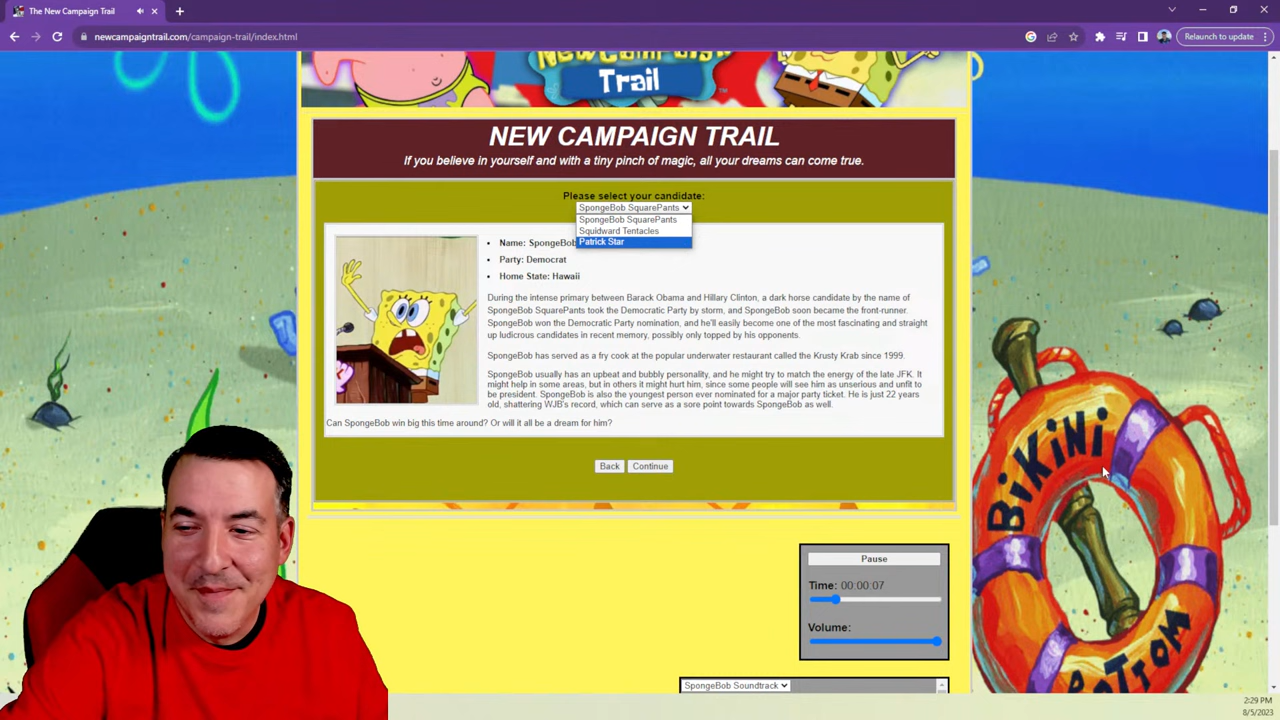 The New Campaign Trail
newcampaigntrail.com/campaign-trail/index.html
Relaunch to update
Trail
NEW CAMPAIGN TRAIL
If you believe in yourself and with a tiny pinch of magic, all your dreams can come true.
Please select your candidate:
SpongeBob SquarePants
SpongeBob SquarePants
Squidward Tentacles
Patrick Star
• Name: SpongeBob
• Party: Democrat
• Home State: Hawaii
During the intense primary between Barack Obama and Hillary Clinton, a dark horse candidate by the name of
SpongeBob SquarePants took the Democratic Party by storm, and SpongeBob soon became the front-runner.
SpongeBob won the Democratic Party nomination, and he'll easily become one of the most fascinating and straight
up ludicrous candidates in recent memory, possibly only topped by his opponents.
SpongeBob has served as a fry cook at the popular underwater restaurant called the Krusty Krab since 1999.
SpongeBob usually has an upbeat and bubbly personality, and he might try to match the energy of the late JFK. It
might help in some areas, but in others it might hurt him, since some people will see him as unserious and unfit to
be president. SpongeBob is also the youngest person ever nominated for a major party ticket. He is just 22 years
old, shattering WJB's record, which can serve as a sore point towards SpongeBob as well.
Can SpongeBob win big this time around? Or will it all be a dream for him?
Back
Continue
BiKiNi
BOTTOM
Pause
Time: 00:00:07
Volume:
SpongeBob Soundtrack
2:29 PM
8/5/2023